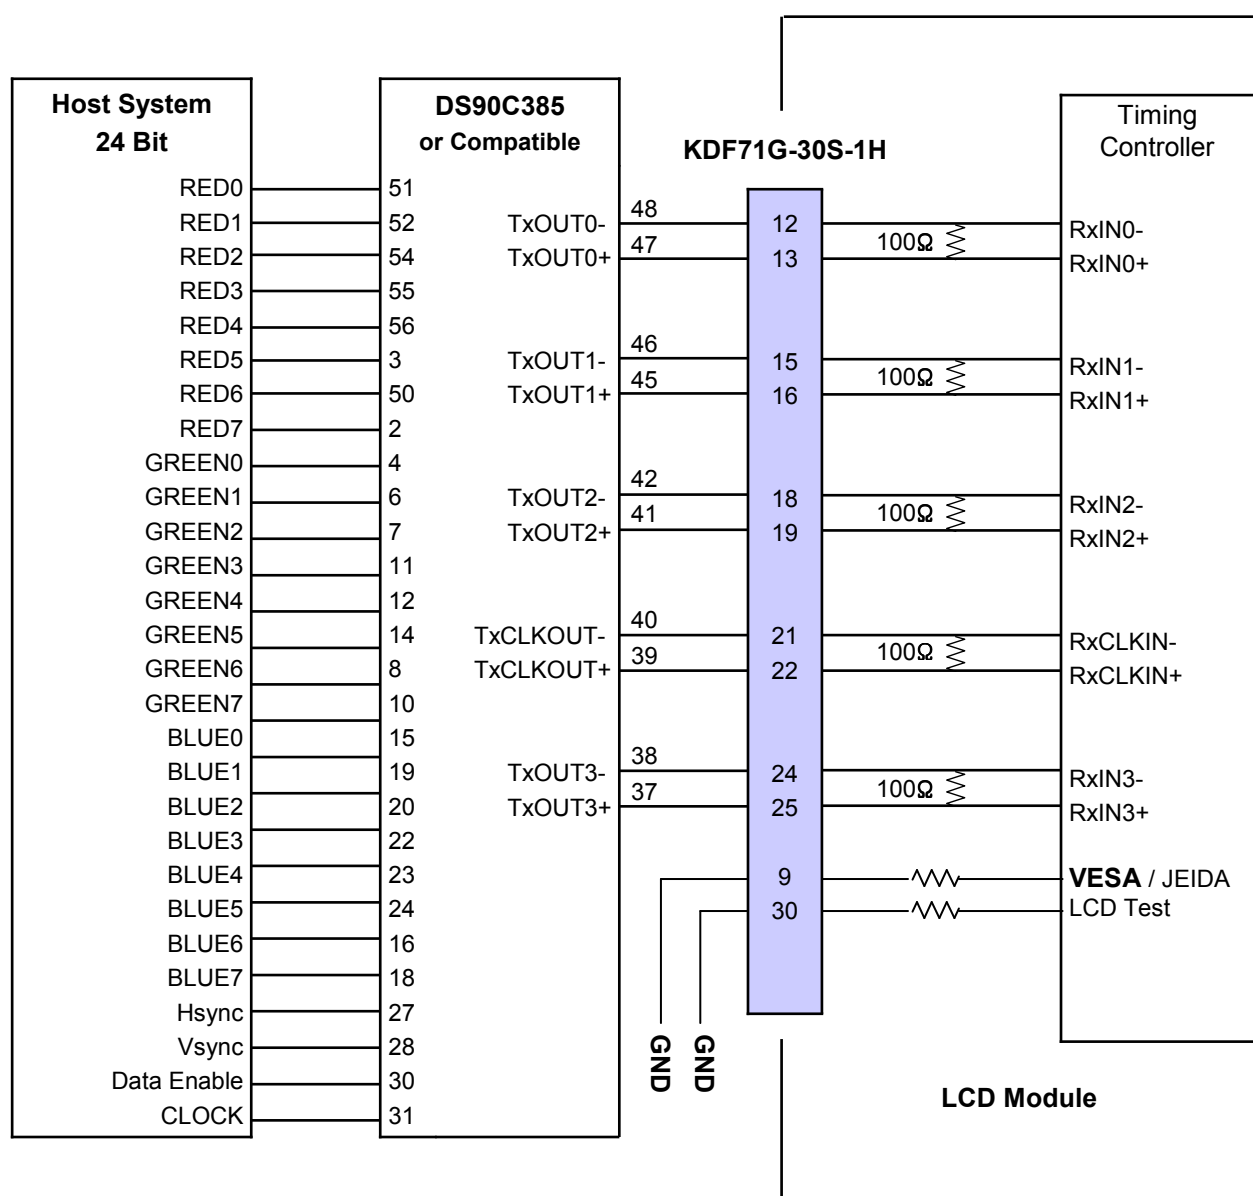 Host System
24 Bit
RED0
RED1
RED2
RED3
RED4
RED5
RED6
RED7
GREEN0
GREEN1
GREEN2
GREEN3
GREEN4
GREEN5
GREEN6
GREEN7
BLUE0
BLUE1
BLUE2
BLUE3
BLUE4
BLUE5
BLUE6
BLUE7
Hsync
Vsync
Data Enable
CLOCK
DS90C385
or Compatible
51
52
54
55
56
3
50
2
4
6
7
11
12
14
8
10
15
19
20
22
23
24
16
18
27
28
30
31
TxOUT0-
TxOUT0+
TxOUT1-
TxOUT1+
TxOUT2-
TxOUT2+
TxCLKOUT-
TxCLKOUT+
TxOUT3-
TxOUT3+
48
47
46
45
42
41
40
39
38
37
GND
GND
KDF71G-30S-1H
12
13
15
16
18
19
21
22
24
25
9
30
100Ω
100Ω
100Ω
100Ω
100Ω
Timing
Controller
RxIN0-
RxIN0+
RxIN1-
RxIN1+
RxIN2-
RxIN2+
RxCLKIN-
RxCLKIN+
RxIN3-
RxIN3+
VESA / JEIDA
LCD Test
LCD Module